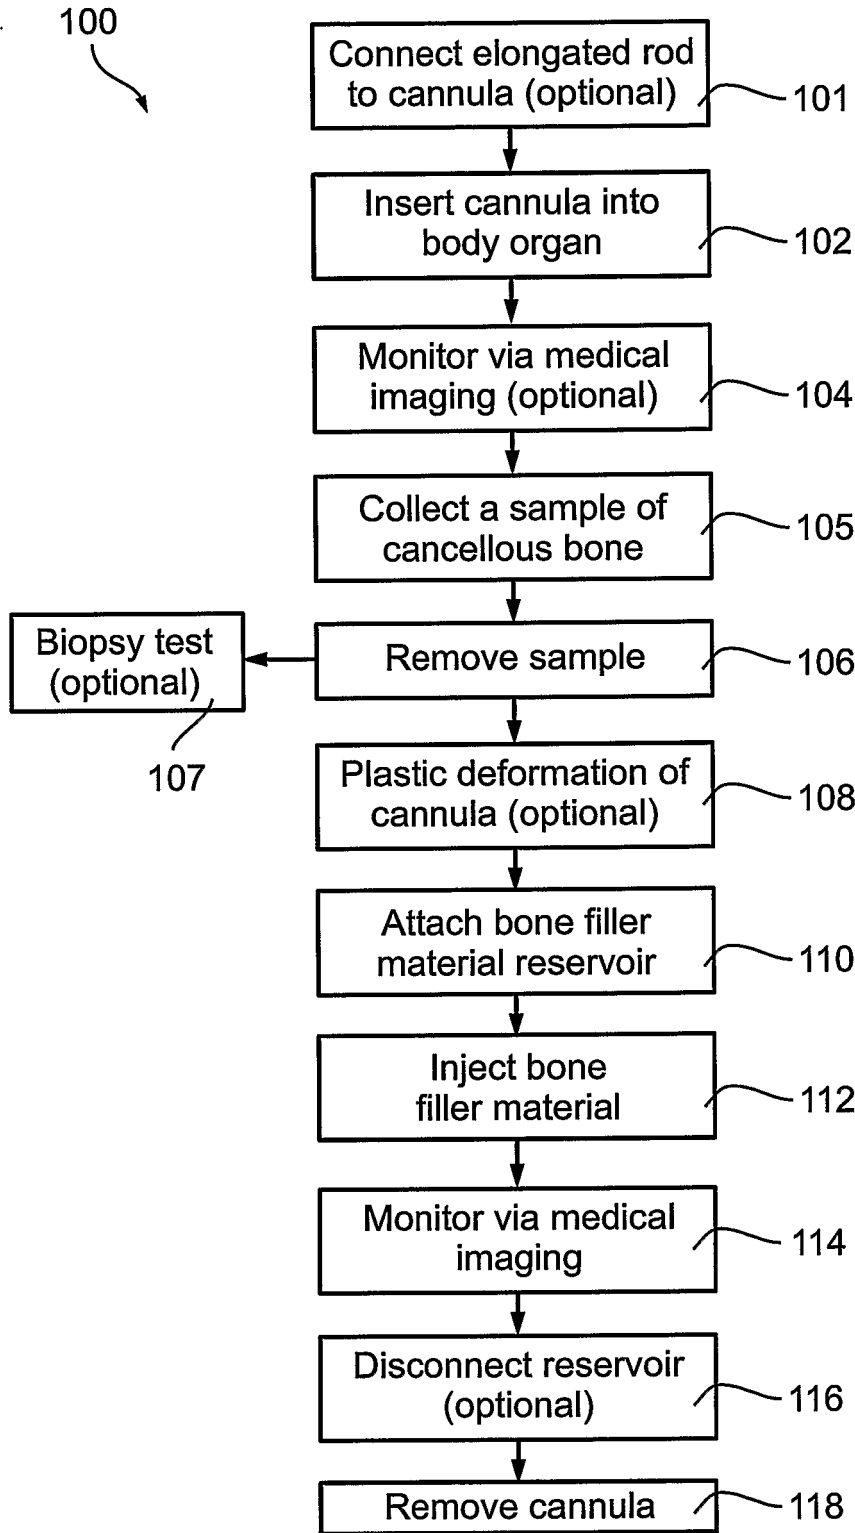 100
Connect elongated rod
to cannula (optional)
101
Insert cannula into
body organ
102
Monitor via medical
imaging (optional)
104
Collect a sample of
cancellous bone
105
Biopsy test
(optional)
107
Remove sample
106
Plastic deformation of
cannula (optional)
108
Attach bone filler
material reservoir
110
Inject bone
filler material
112
Monitor via medical
imaging
114
Disconnect reservoir
(optional)
116
Remove cannula
118